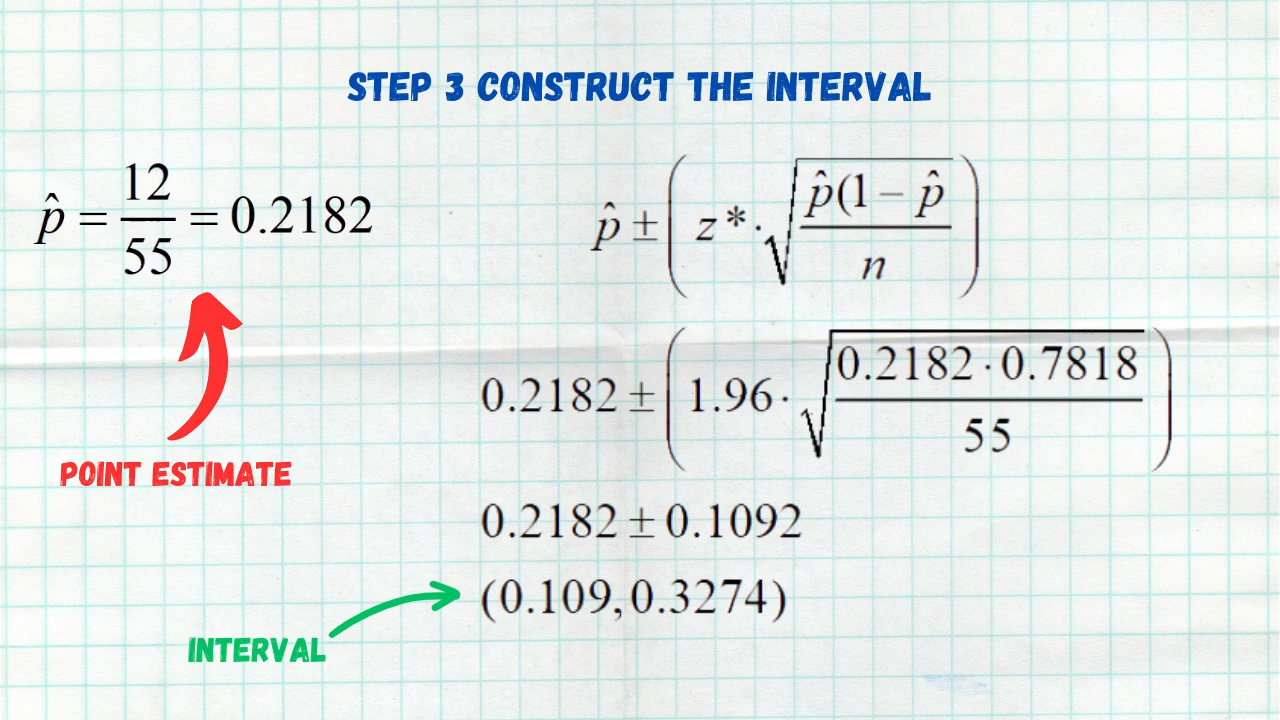 STEP 3 CONSTRUCT THE INTERVAL
p̂ = 12/55 = 0.2182
p̂ ± ( z* · √(p̂(1 − p̂ / n) )
0.2182 ± ( 1.96 · √(0.2182 · 0.7818 / 55) )
POINT ESTIMATE
0.2182 ± 0.1092
(0.109, 0.3274)
INTERVAL